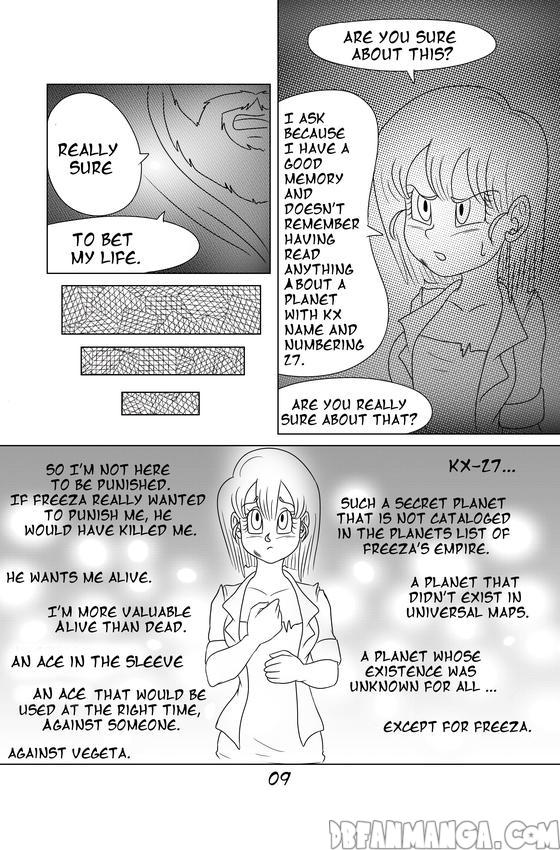 ARE YOU SURE
ABOUT THIS?
I ASK
BECAUSE
I HAVE A
GOOD
MEMORY
AND
DOESN'T
REMEMBER
HAVING
READ
ANYTHING
ABOUT A
PLANET
WITH KX
NAME AND
NUMBERING
27.
ARE YOU REALLY
SURE ABOUT THAT?
REALLY
SURE
TO BET
MY LIFE.
KX-27...
SUCH A SECRET PLANET
THAT IS NOT CATALOGED
IN THE PLANETS LIST OF
FREEZA'S EMPIRE.
A PLANET THAT
DIDN'T EXIST IN
UNIVERSAL MAPS.
A PLANET WHOSE
EXISTENCE WAS
UNKNOWN FOR ALL ...
EXCEPT FOR FREEZA.
SO I'M NOT HERE
TO BE PUNISHED.
IF FREEZA REALLY WANTED
TO PUNISH ME, HE
WOULD HAVE KILLED ME.
HE WANTS ME ALIVE.
I'M MORE VALUABLE
ALIVE THAN DEAD.
AN ACE IN THE SLEEVE
AN ACE THAT WOULD BE
USED AT THE RIGHT TIME,
AGAINST SOMEONE.
AGAINST VEGETA.
09
DBFANMANGA.COM